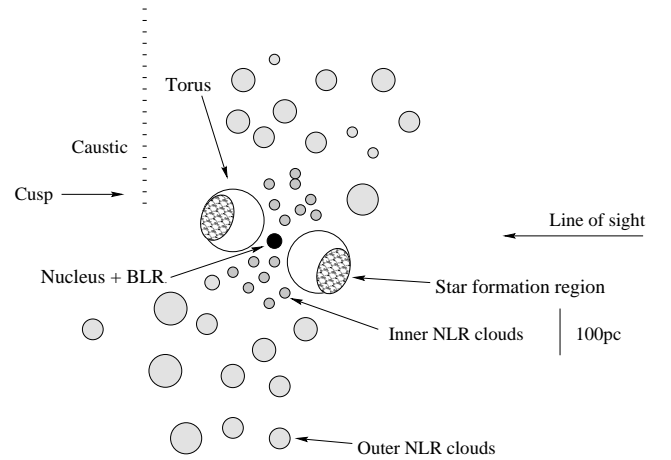 Torus
Caustic
Cusp
Line of sight
Nucleus + BLR
Star formation region
Inner NLR clouds
100pc
Outer NLR clouds